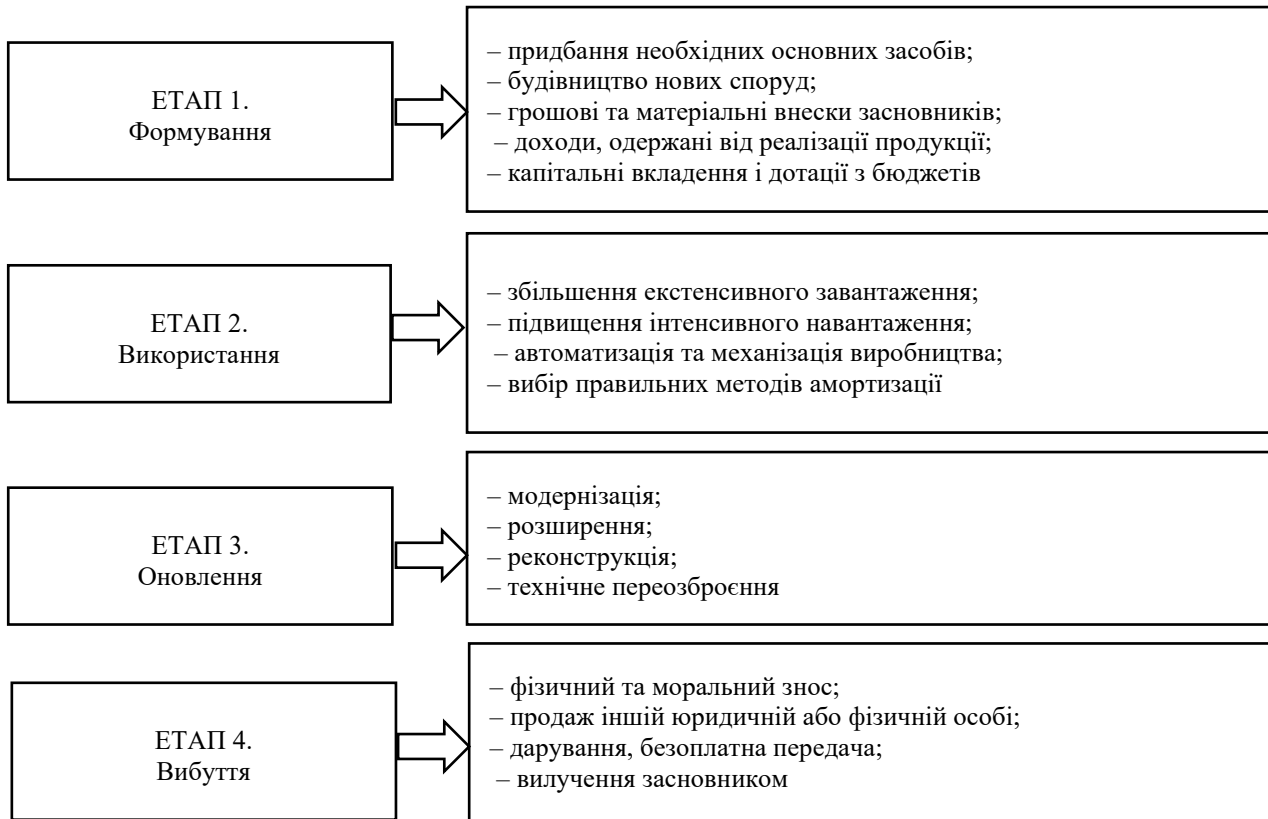 ЕТАП 1.
Формування
– придбання необхідних основних засобів;
– будівництво нових споруд;
– грошові та матеріальні внески засновників;
– доходи, одержані від реалізації продукції;
– капітальні вкладення і дотації з бюджетів
ЕТАП 2.
Використання
– збільшення екстенсивного завантаження;
– підвищення інтенсивного навантаження;
– автоматизація та механізація виробництва;
– вибір правильних методів амортизації
ЕТАП 3.
Оновлення
– модернізація;
– розширення;
– реконструкція;
– технічне переозброєння
ЕТАП 4.
Вибуття
– фізичний та моральний знос;
– продаж іншій юридичній або фізичній особі;
– дарування, безоплатна передача;
– вилучення засновником